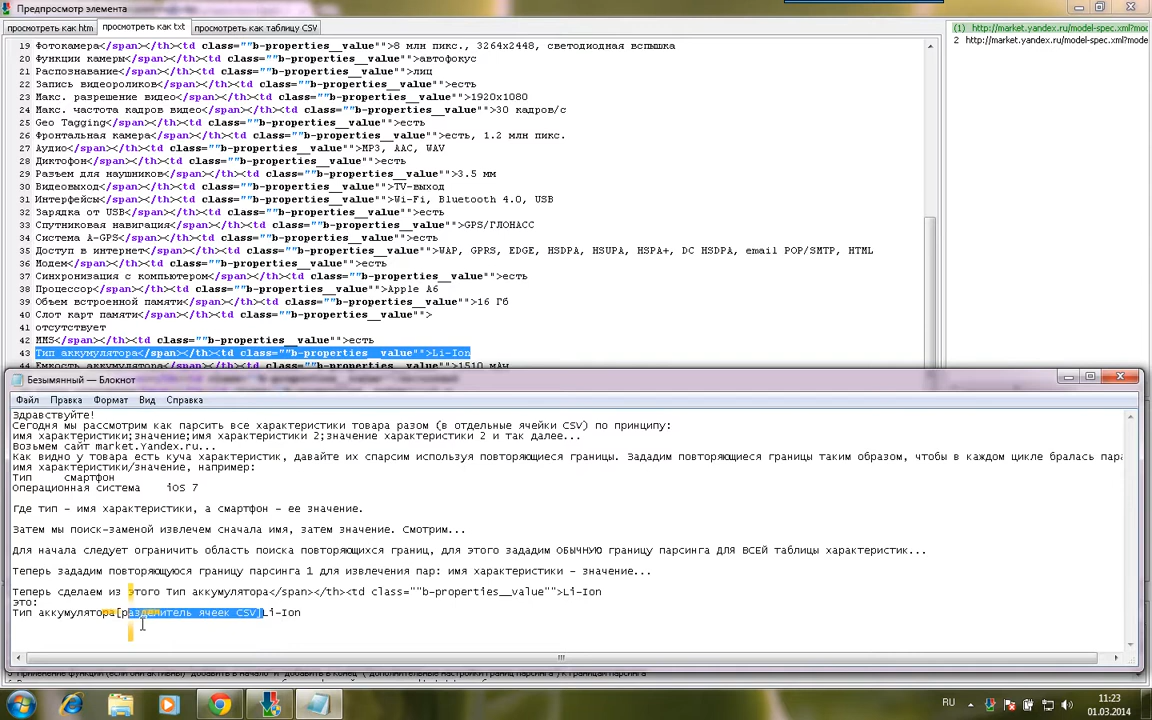 Предпросмотр элемента
просмотреть как htm просмотреть как txt просмотреть как таблицу CSV
(1) http://market.yandex.ru/model-spec.xml?mode
2 http://market.yandex.ru/model-spec.xml?mode
19 Фотокамера</span></th><td class=""b-properties__value"">8 млн пикс., 3264x2448, светодиодная вспышка
20 Функции камеры</span></th><td class=""b-properties__value"">автофокус
21 Распознавание</span></th><td class=""b-properties__value"">лиц
22 Запись видеороликов</span></th><td class=""b-properties__value"">есть
23 Макс. разрешение видео</span></th><td class=""b-properties__value"">1920x1080
24 Макс. частота кадров видео</span></th><td class=""b-properties__value"">30 кадров/с
25 Geo Tagging</span></th><td class=""b-properties__value"">есть
26 Фронтальная камера</span></th><td class=""b-properties__value"">есть, 1.2 млн пикс.
27 Аудио</span></th><td class=""b-properties__value"">MP3, AAC, WAV
28 Диктофон</span></th><td class=""b-properties__value"">есть
29 Разъем для наушников</span></th><td class=""b-properties__value"">3.5 мм
30 Видеовыход</span></th><td class=""b-properties__value"">TV-выход
31 Интерфейсы</span></th><td class=""b-properties__value"">Wi-Fi, Bluetooth 4.0, USB
32 Зарядка от USB</span></th><td class=""b-properties__value"">есть
33 Спутниковая навигация</span></th><td class=""b-properties__value"">GPS/ГЛОНАСС
34 Cистема A-GPS</span></th><td class=""b-properties__value"">есть
35 Доступ в интернет</span></th><td class=""b-properties__value"">WAP, GPRS, EDGE, HSDPA, HSUPA, HSPA+, DC HSDPA, email POP/SMTP, HTML
36 Модем</span></th><td class=""b-properties__value"">есть
37 Синхронизация с компьютером</span></th><td class=""b-properties__value"">есть
38 Процессор</span></th><td class=""b-properties__value"">Apple A6
39 Объем встроенной памяти</span></th><td class=""b-properties__value"">16 Гб
40 Слот карт памяти</span></th><td class=""b-properties__value"">
41 отсутствует
42 MMS</span></th><td class=""b-properties__value"">есть
43 Тип аккумулятора</span></th><td class=""b-properties__value"">Li-Ion
44 Емкость аккумулятора</span></th><td class=""b-properties__value"">1510 мАч
Безымянный — Блокнот
Файл Правка Формат Вид Справка
Здравствуйте!
Сегодня мы рассмотрим как парсить все характеристики товара разом (в отдельные ячейки CSV) по принципу:
имя характеристики;значение;имя характеристики 2;значение характеристики 2 и так далее...
Возьмем сайт market.Yandex.ru...
Как видно у товара есть куча характеристик, давайте их спарсим используя повторяющиеся границы. Зададим повторяющиеся границы таким образом, чтобы в каждом цикле бралась пара
имя характеристики/значение, например:
Тип смартфон
Операционная система iOS 7
Где тип – имя характеристики, а смартфон – ее значение.
Затем мы поиск-заменой извлечем сначала имя, затем значение. Смотрим...
Для начала следует ограничить область поиска повторяющихся границ, для этого зададим ОБЫЧНУЮ границу парсинга ДЛЯ ВСЕЙ таблицы характеристик...
Теперь зададим повторяющуюся границу парсинга 1 для извлечения пар: имя характеристики – значение...
Теперь сделаем из этого Тип аккумулятора</span></th><td class=""b-properties__value"">Li-Ion
это:
Тип аккумулятора[разделитель ячеек CSV]Li-Ion
RU
11:23
01.03.2014